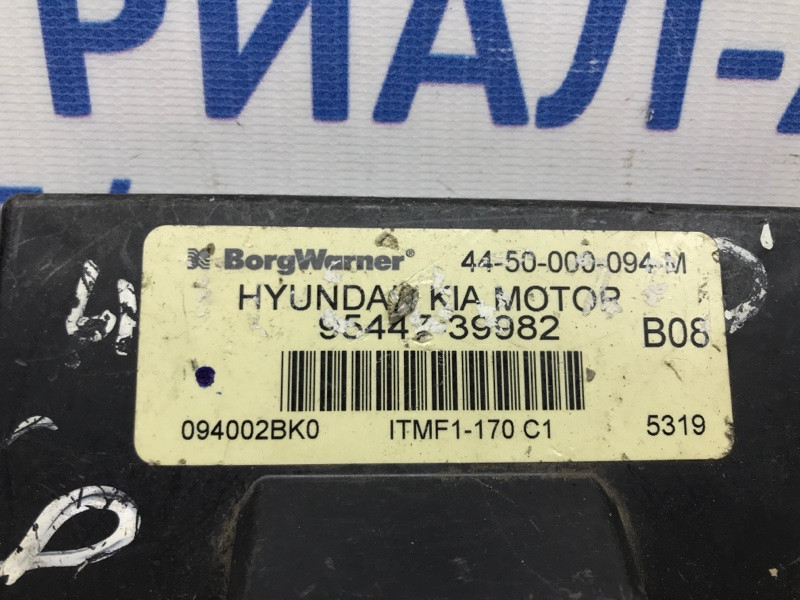 РИАЛ-А
BorgWarner® 44-50-000-094-M
HYUNDAI KIA MOTOR
95447-39982 B08
094002BK0 ITMF1-170 C1 5319